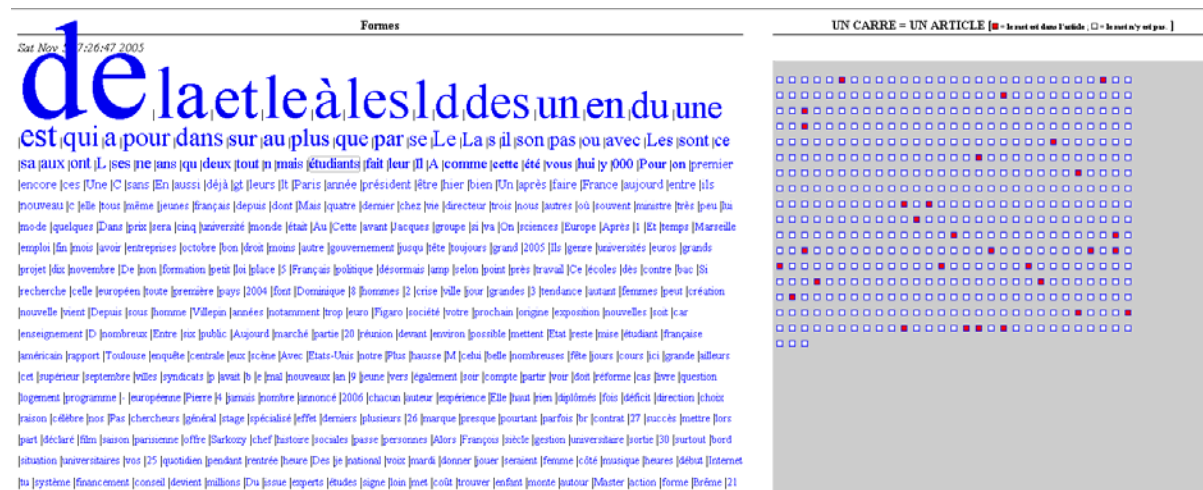 Formes
UN CARRE = UN ARTICLE [ = le mot est dans l'article ; = le mot n'y est pas. ]
Sat Nov 5 7:26:47 2005
de |la |et |le |à |les |l |d |des |un |en |du |une
|est |qui |a |pour |dans |sur |au |plus |que |par |se |Le |La |s |il |son |pas |ou |avec |Les |sont |ce
|sa |aux |ont |L |ses |ne |ans |qu |deux |tout |n |mais |étudiants |fait |leur |Il |A |comme |cette |été |vous |hui |y |000 |Pour |on |premier
|encore |ces |Une |C |sans |En |aussi |déjà |gt |leurs |lt |Paris |année |président |être |hier |bien |Un |après |faire |France |aujourd |entre |ils
|nouveau |c |elle |tous |même |jeunes |français |depuis |dont |Mais |quatre |dernier |chez |vie |directeur |trois |nous |autres |où |souvent |ministre |très |peu |lui
|mode |quelques |Dans |prix |sera |cinq |université |monde |était |Au |Cette |avant |Jacques |groupe |si |va |On |sciences |Europe |Après |1 |Et |temps |Marseille
|emploi |fin |mois |avoir |entreprises |octobre |bon |droit |moins |autre |gouvernement |jusqu |tête |toujours |grand |2005 |Ils |genre |universités |euros |grands
|projet |dix |novembre |De |non |formation |petit |loi |place |5 |Français |politique |désormais |amp |selon |point |près |travail |Ce |écoles |dès |contre |bac |Si
|recherche |celle |européen |toute |première |pays |2004 |font |Dominique |8 |hommes |2 |crise |ville |jour |grandes |3 |tendance |autant |femmes |peut |création
|nouvelle |vient |Depuis |sous |homme |Villepin |années |notamment |trop |euro |Figaro |société |votre |prochain |origine |exposition |nouvelles |soit |car
|enseignement |D |nombreux |Entre |six |public |Aujourd |marché |partie |20 |réunion |devant |environ |possible |mettent |Etat |reste |mise |étudiant |française
|américain |rapport |Toulouse |enquête |centrale |eux |scène |Avec |Etats-Unis |notre |Plus |hausse |M |celui |belle |nombreuses |fête |jours |cours |ici |grande |ailleurs
|cet |supérieur |septembre |villes |syndicats |p |avait |b |e |mal |nouveaux |an |9 |jeune |vers |également |soir |compte |partir |voir |doit |réforme |cas |livre |question
|logement |programme |- |européenne |Pierre |4 |jamais |nombre |annoncé |2006 |chacun |auteur |expérience |Elle |haut |rien |diplômés |fois |déficit |direction |choix
|raison |célèbre |nos |Pas |chercheurs |général |stage |spécialisé |effet |derniers |plusieurs |26 |marque |presque |pourtant |parfois |br |contrat |27 |succès |mettre |lors
|part |déclaré |film |saison |parisienne |offre |Sarkozy |chef |histoire |sociales |passe |personnes |Alors |François |siècle |gestion |universitaire |sortie |30 |surtout |bord
|situation |universitaires |vos |25 |quotidien |pendant |rentrée |heure |Des |je |national |voix |mardi |donner |jouer |seraient |femme |côté |musique |heures |début |Internet
|tu |système |financement |conseil |devient |millions |Du |issue |experts |études |signe |loin |met |coût |trouver |enfant |monte |autour |Master |action |forme |Brême |21